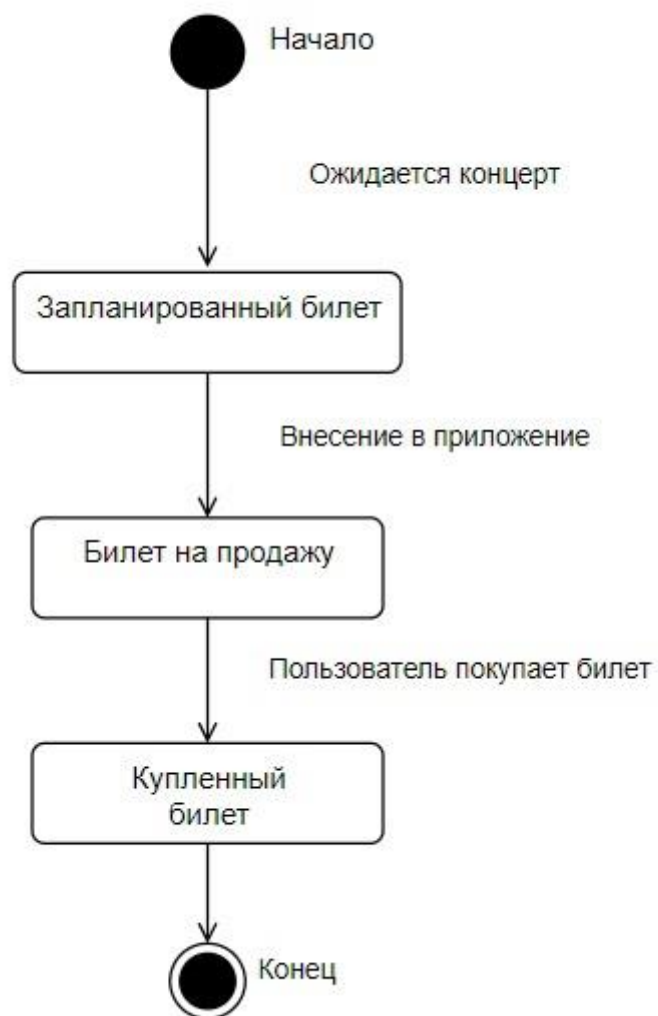 Начало
Ожидается концерт
Запланированный билет
Внесение в приложение
Билет на продажу
Пользователь покупает билет
Купленный
билет
Конец